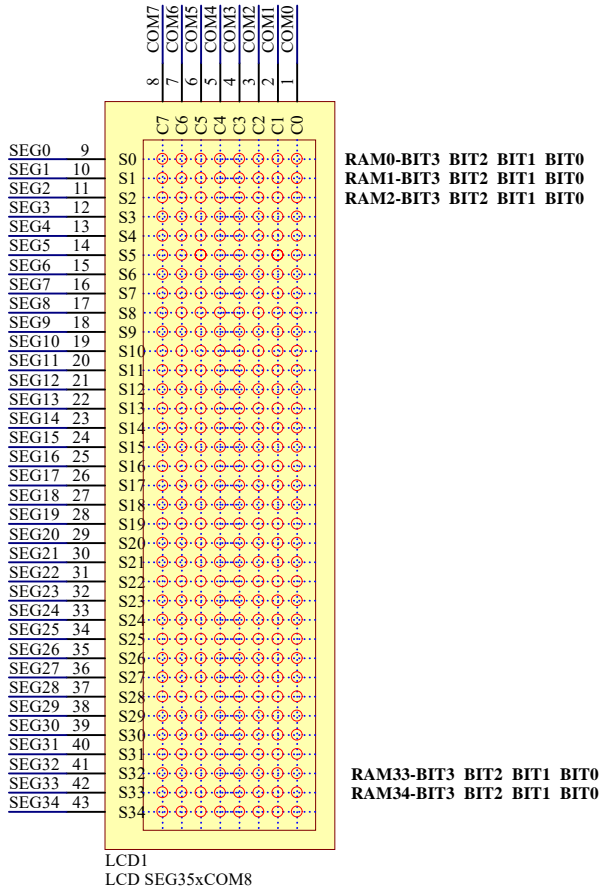 COM7 COM6 COM5 COM4 COM3 COM2 COM1 COM0
8 7 6 5 4 3 2 1
C7 C6 C5 C4 C3 C2 C1 C0
SEG0 9 S0 RAM0-BIT3 BIT2 BIT1 BIT0
SEG1 10 S1 RAM1-BIT3 BIT2 BIT1 BIT0
SEG2 11 S2 RAM2-BIT3 BIT2 BIT1 BIT0
SEG3 12 S3
SEG4 13 S4
SEG5 14 S5
SEG6 15 S6
SEG7 16 S7
SEG8 17 S8
SEG9 18 S9
SEG10 19 S10
SEG11 20 S11
SEG12 21 S12
SEG13 22 S13
SEG14 23 S14
SEG15 24 S15
SEG16 25 S16
SEG17 26 S17
SEG18 27 S18
SEG19 28 S19
SEG20 29 S20
SEG21 30 S21
SEG22 31 S22
SEG23 32 S23
SEG24 33 S24
SEG25 34 S25
SEG26 35 S26
SEG27 36 S27
SEG28 37 S28
SEG29 38 S29
SEG30 39 S30
SEG31 40 S31
SEG32 41 S32 RAM33-BIT3 BIT2 BIT1 BIT0
SEG33 42 S33 RAM34-BIT3 BIT2 BIT1 BIT0
SEG34 43 S34
LCD1
LCD SEG35xCOM8